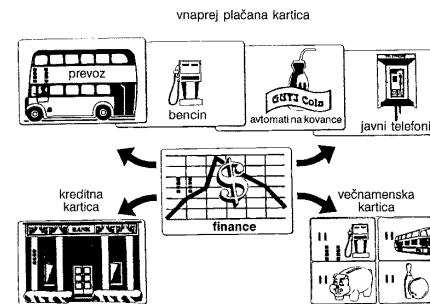 vnaprej plačana kartica
prevoz
bencin
avtomati na kovance
javni telefoni
kreditna
kartica
finance
večnamenska
kartica
BANK